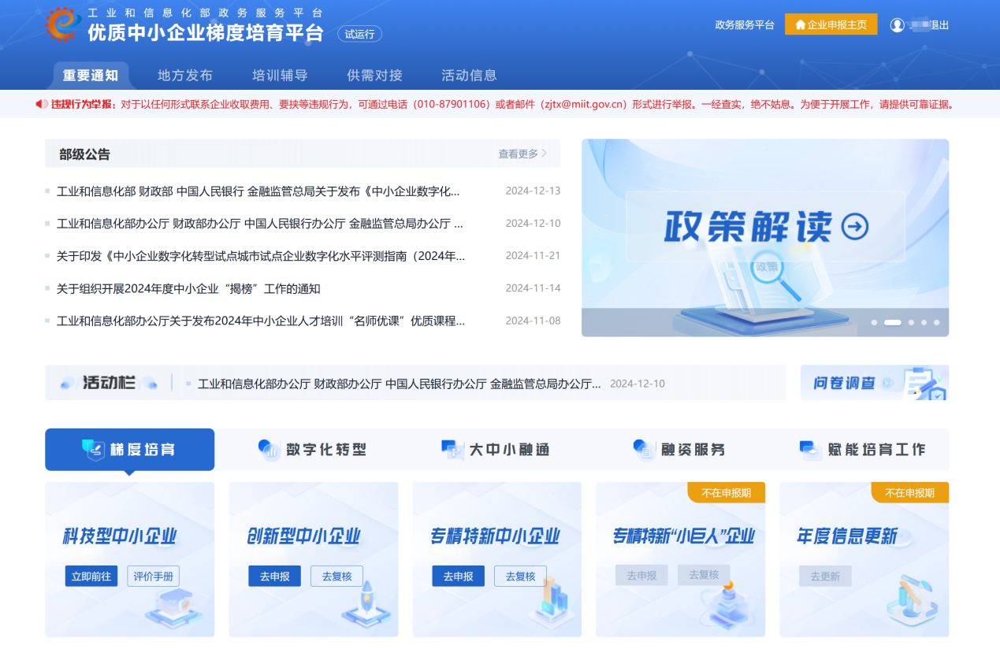 工业和信息化部政务服务平台
优质中小企业梯度培育平台
试运行
政务服务平台
企业申报主页
退出
重要通知
地方发布
培训辅导
供需对接
活动信息
违规行为举报：对于以任何形式联系企业收取费用、要挟等违规行为，可通过电话（010-87901106）或者邮件（zjtx@miit.gov.cn）形式进行举报。一经查实，绝不姑息。为便于开展工作，请提供可靠证据。
部级公告
查看更多
工业和信息化部 财政部 中国人民银行 金融监管总局关于发布《中小企业数字化... 2024-12-13
工业和信息化部办公厅 财政部办公厅 中国人民银行办公厅 金融监管总局办公厅 ... 2024-12-10
关于印发《中小企业数字化转型试点城市试点企业数字化水平评测指南（2024年... 2024-11-21
关于组织开展2024年度中小企业“揭榜”工作的通知 2024-11-14
工业和信息化部办公厅关于发布2024年中小企业人才培训“名师优课”优质课程... 2024-11-08
政策解读
政策
活动栏
工业和信息化部办公厅 财政部办公厅 中国人民银行办公厅 金融监管总局办公厅... 2024-12-10
问卷调查
梯度培育
数字化转型
大中小融通
融资服务
赋能培育工作
科技型中小企业
立即前往
评价手册
创新型中小企业
去申报
去复核
专精特新中小企业
去申报
去复核
不在申报期
专精特新“小巨人”企业
去申报
去复核
不在申报期
年度信息更新
去更新